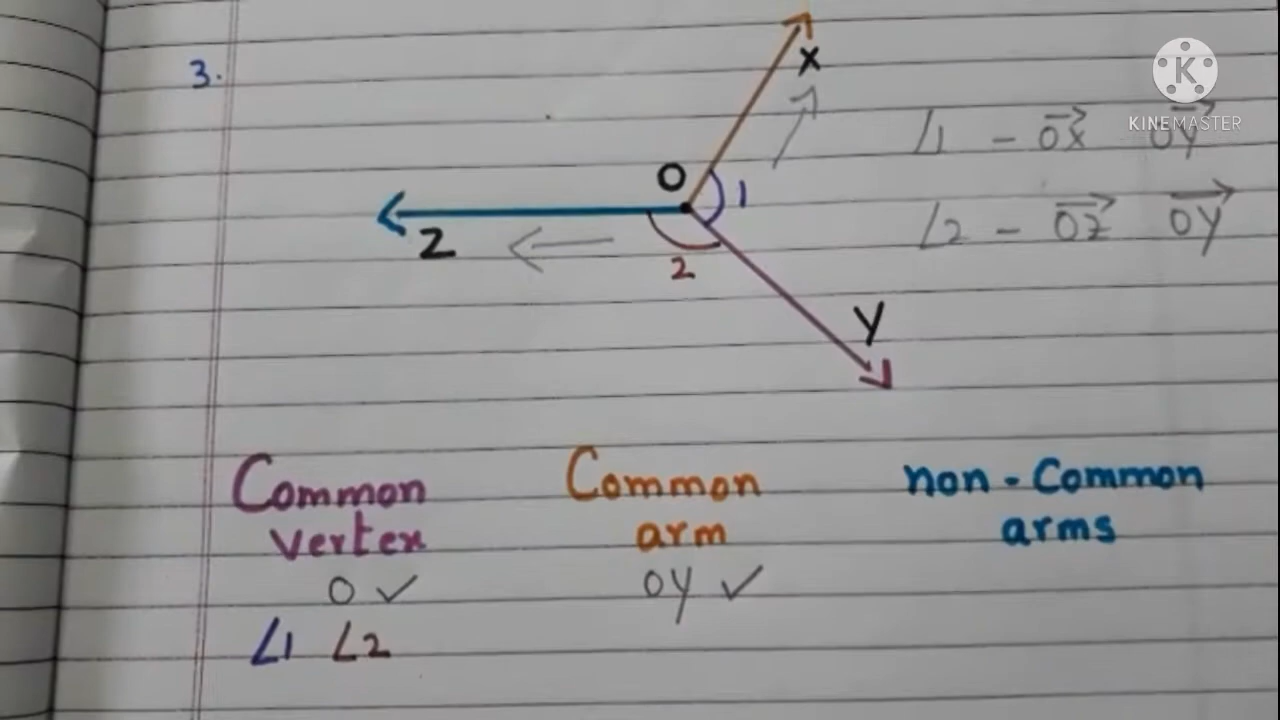 3.
X
K
KINEMASTER
∠1 - OX OY
O
1
Z
2
∠2 - OZ OY
Y
Common Common non-Common
vertex arm arms
O ✓ OY ✓
∠1 ∠2